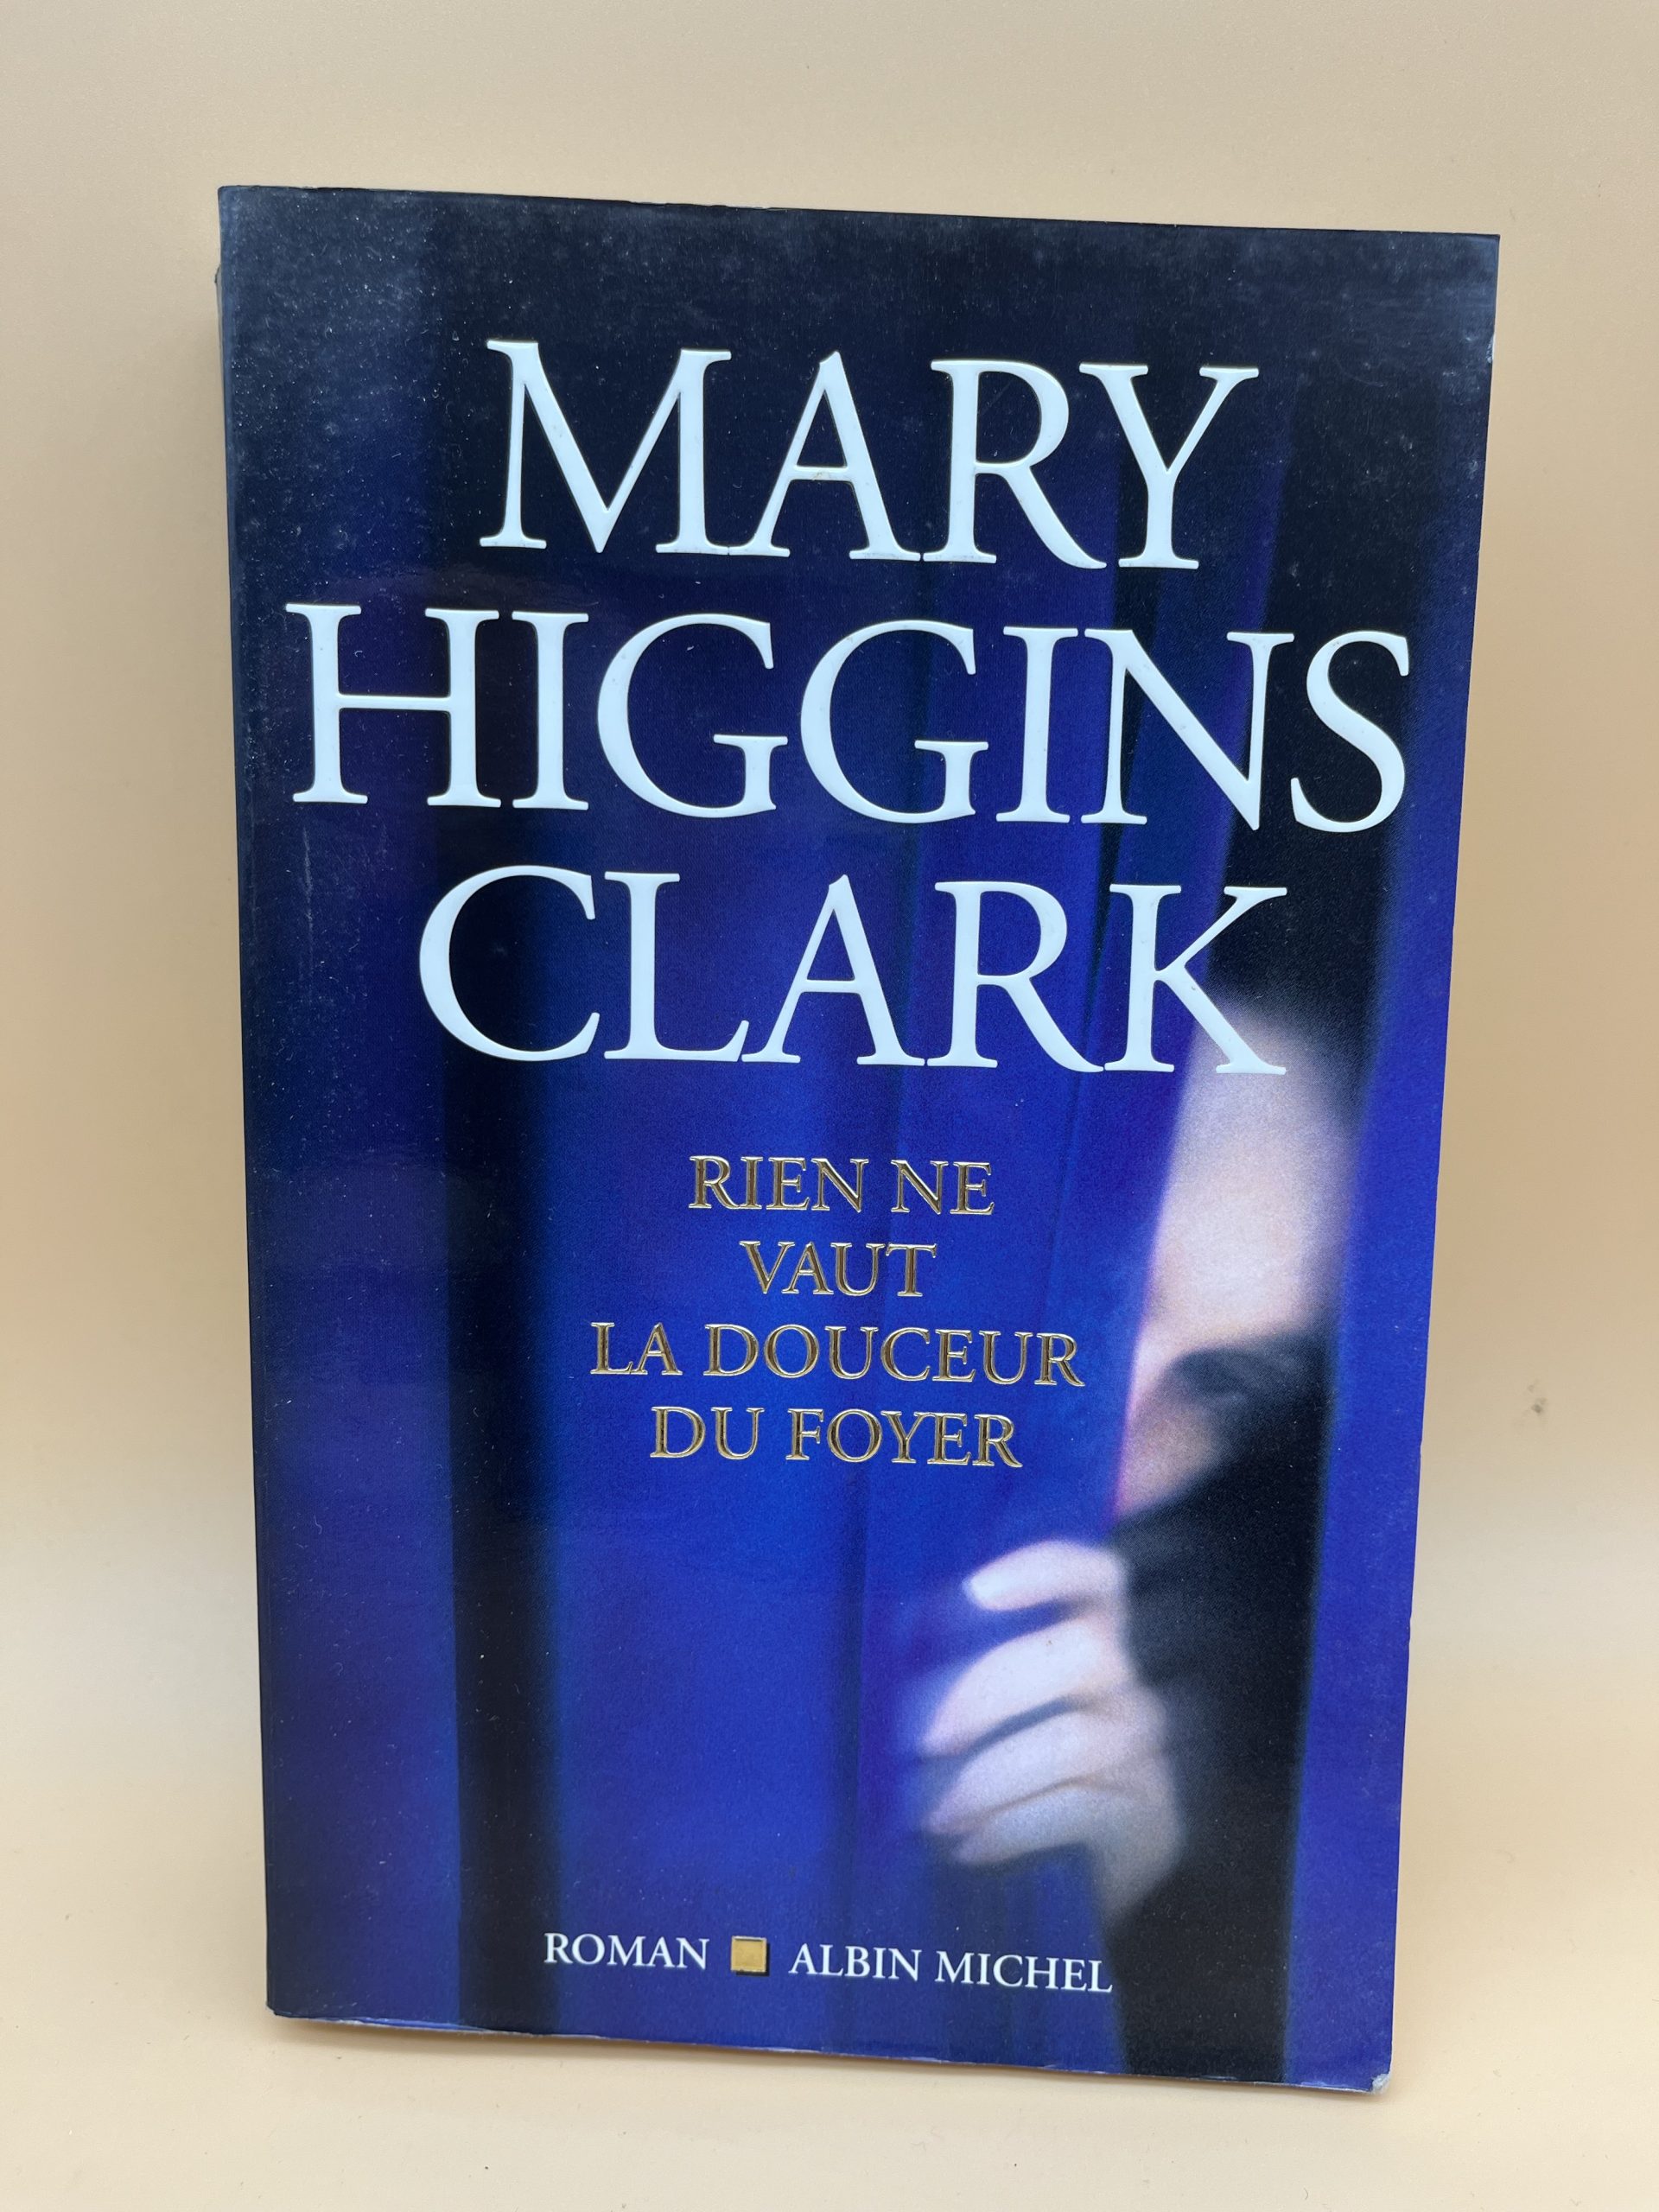 MARY
HIGGINS
CLARK
RIEN NE
VAUT
LA DOUCEUR
DU FOYER
ROMAN ALBIN MICHEL